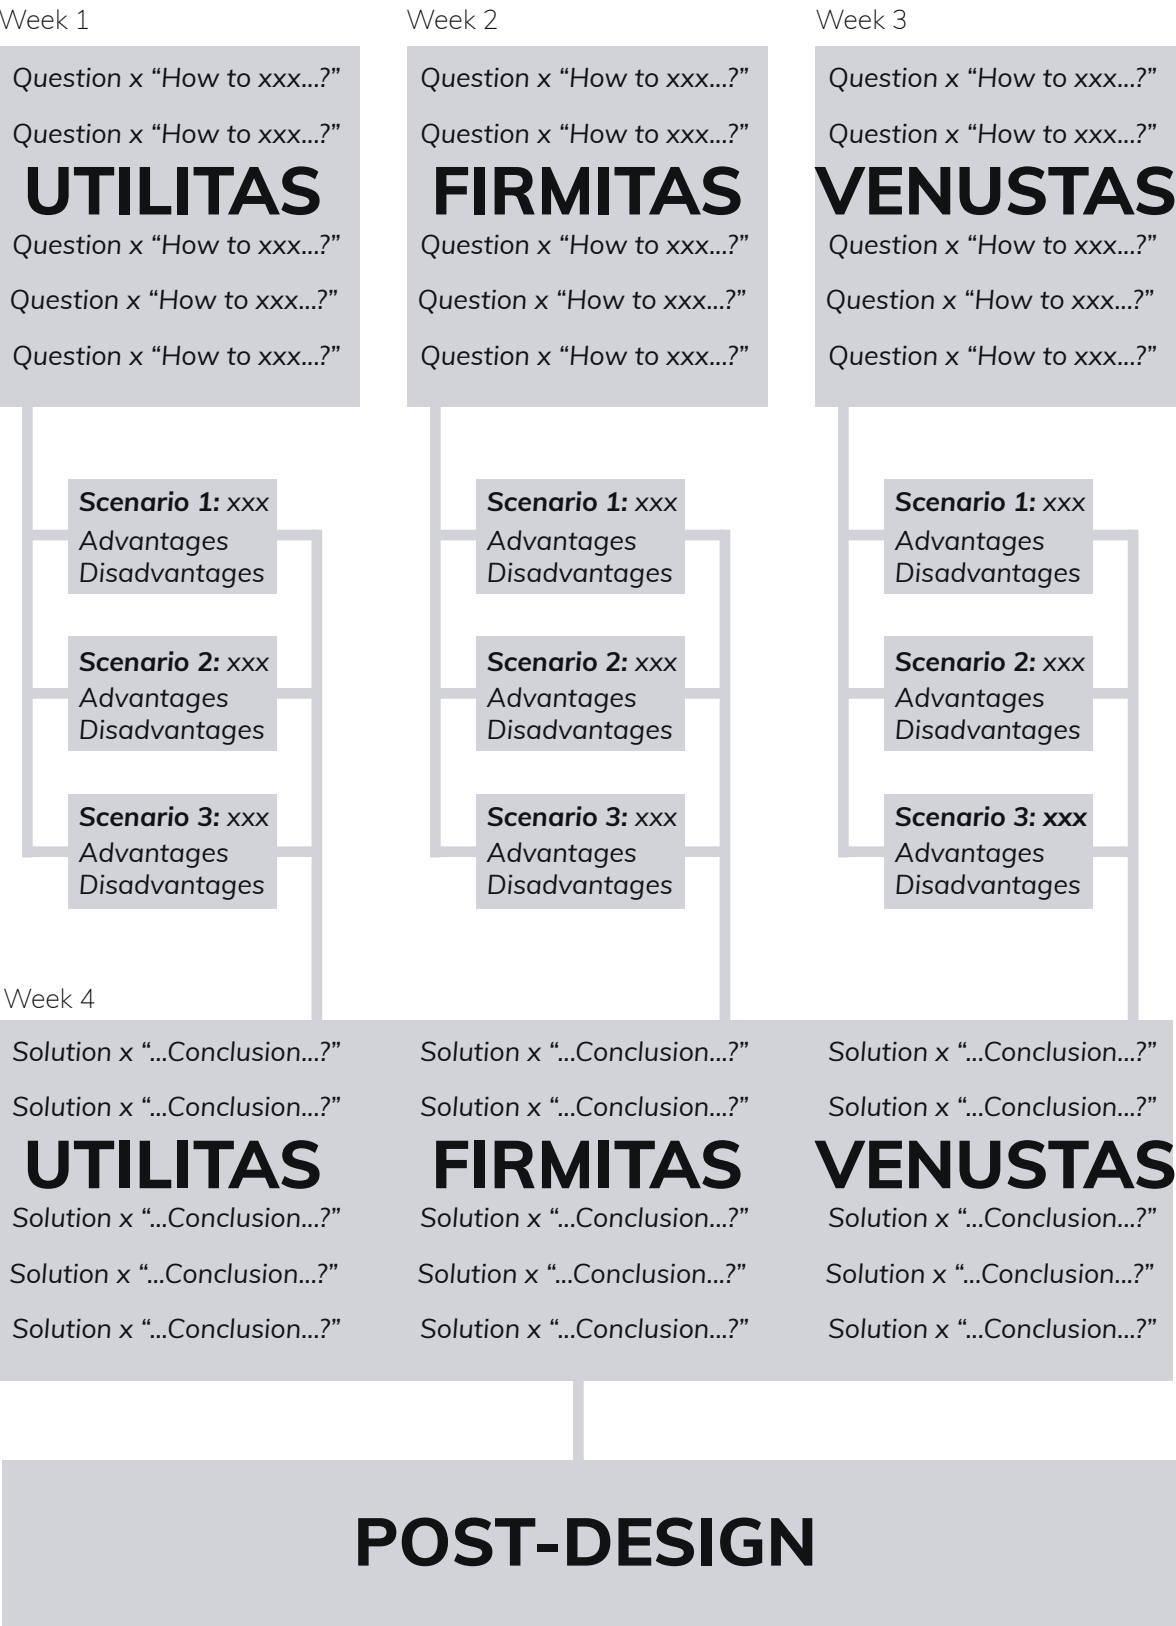 Week 1
Question x “How to xxx...?”
Question x “How to xxx...?”
UTILITAS
Question x “How to xxx...?”
Question x “How to xxx...?”
Question x “How to xxx...?”
Scenario 1: xxx
Advantages
Disadvantages
Scenario 2: xxx
Advantages
Disadvantages
Scenario 3: xxx
Advantages
Disadvantages
Week 2
Question x “How to xxx...?”
Question x “How to xxx...?”
FIRMITAS
Question x “How to xxx...?”
Question x “How to xxx...?”
Question x “How to xxx...?”
Scenario 1: xxx
Advantages
Disadvantages
Scenario 2: xxx
Advantages
Disadvantages
Scenario 3: xxx
Advantages
Disadvantages
Week 3
Question x “How to xxx...?”
Question x “How to xxx...?”
VENUSTAS
Question x “How to xxx...?”
Question x “How to xxx...?”
Question x “How to xxx...?”
Scenario 1: xxx
Advantages
Disadvantages
Scenario 2: xxx
Advantages
Disadvantages
Scenario 3: xxx
Advantages
Disadvantages
Week 4
Solution x “...Conclusion...?”
Solution x “...Conclusion...?”
UTILITAS
Solution x “...Conclusion...?”
Solution x “...Conclusion...?”
Solution x “...Conclusion...?”
Solution x “...Conclusion...?”
Solution x “...Conclusion...?”
FIRMITAS
Solution x “...Conclusion...?”
Solution x “...Conclusion...?”
Solution x “...Conclusion...?”
Solution x “...Conclusion...?”
Solution x “...Conclusion...?”
VENUSTAS
Solution x “...Conclusion...?”
Solution x “...Conclusion...?”
Solution x “...Conclusion...?”
POST-DESIGN